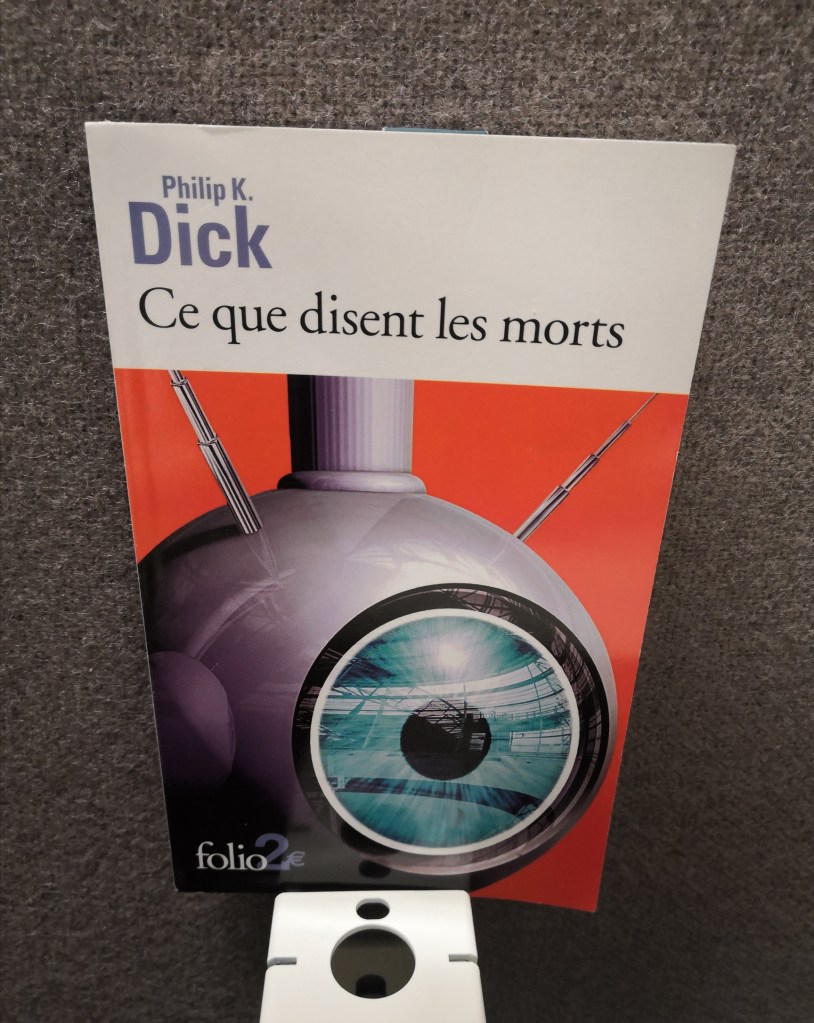 Philip K.
Dick
Ce que disent les morts
folio2€